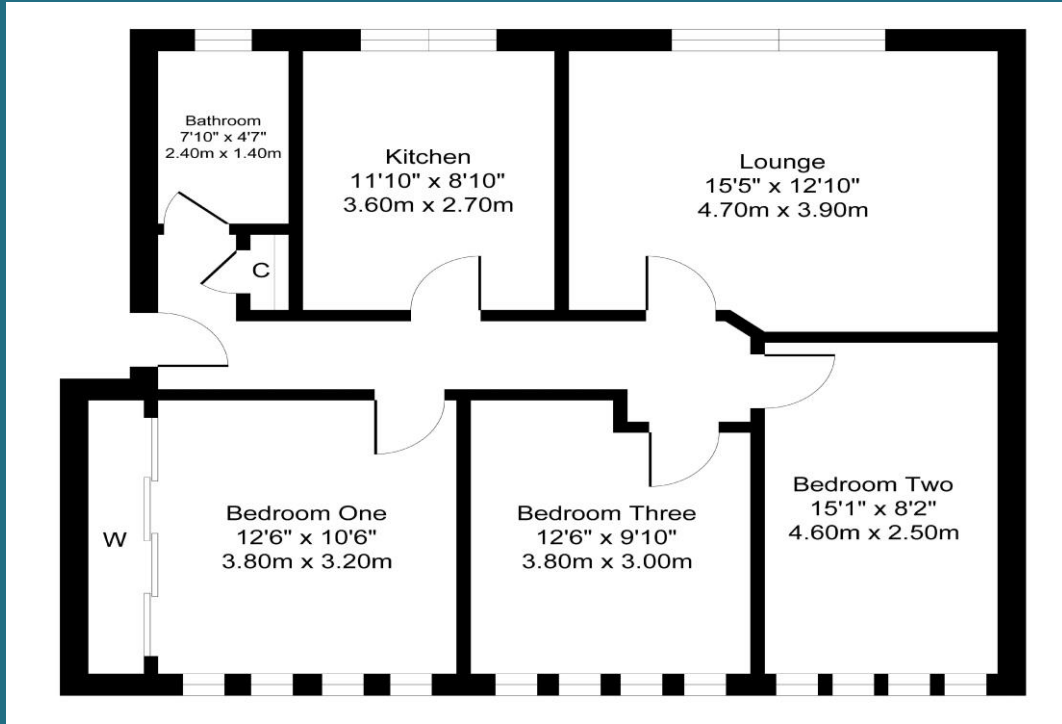 Bathroom
7'10" x 4'7"
2.40m x 1.40m
Kitchen
11'10" x 8'10"
3.60m x 2.70m
Lounge
15'5" x 12'10"
4.70m x 3.90m
C
W
Bedroom One
12'6" x 10'6"
3.80m x 3.20m
Bedroom Three
12'6" x 9'10"
3.80m x 3.00m
Bedroom Two
15'1" x 8'2"
4.60m x 2.50m